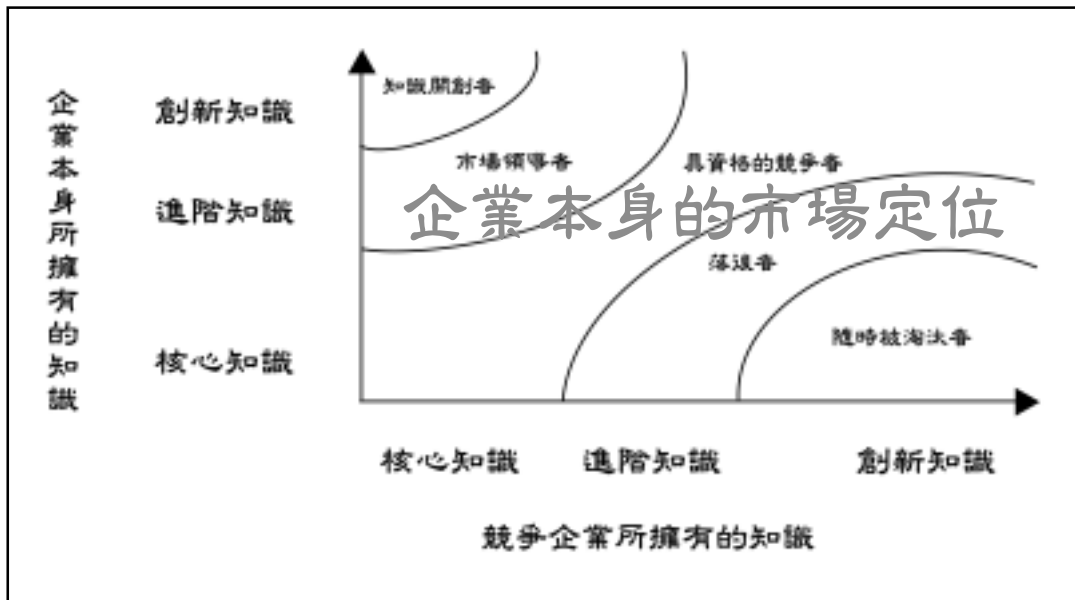 企業本身所擁有的知識
創新知識
進階知識
核心知識
知識開創者
市場領導者
具資格的競爭者
企業本身的市場定位
落後者
隨時被淘汰者
核心知識
進階知識
創新知識
競爭企業所擁有的知識